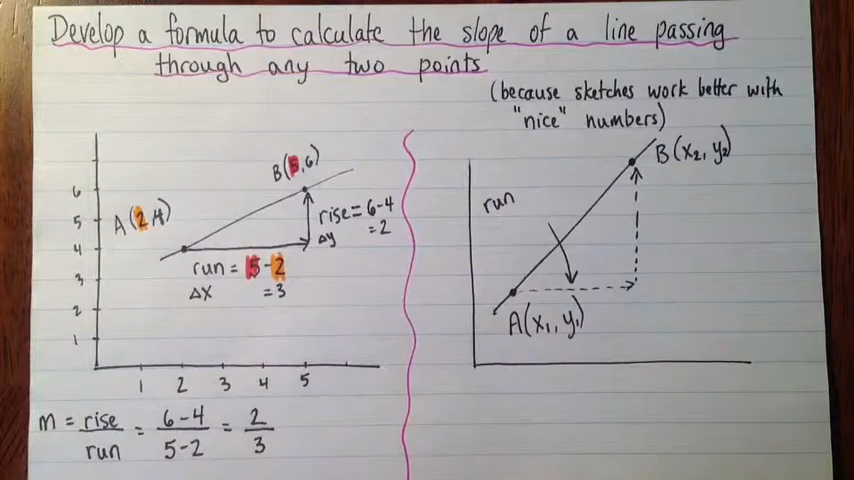 Develop a formula to calculate the slope of a line passing
through any two points
(because sketches work better with
"nice" numbers)
B(5,6)
A(2,4)
6
5
4
3
2
1
1 2 3 4 5
rise = 6-4
Δy = 2
run = 5-2
Δx = 3
m = rise/run = 6-4/5-2 = 2/3
run
B(x₂, y₂)
A(x₁, y₁)